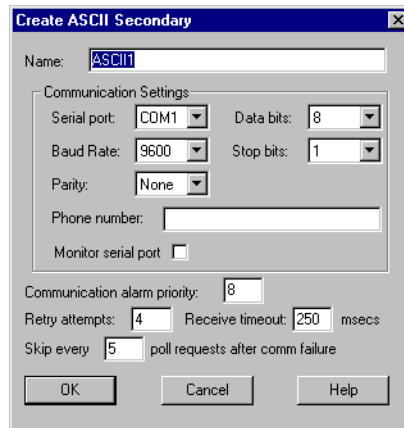 Create ASCII Secondary
Name: ASCII1
Communication Settings
Serial port: COM1 Data bits: 8
Baud Rate: 9600 Stop bits: 1
Parity: None
Phone number:
Monitor serial port
Communication alarm priority: 8
Retry attempts: 4 Receive timeout: 250 msecs
Skip every 5 poll requests after comm failure
OK Cancel Help